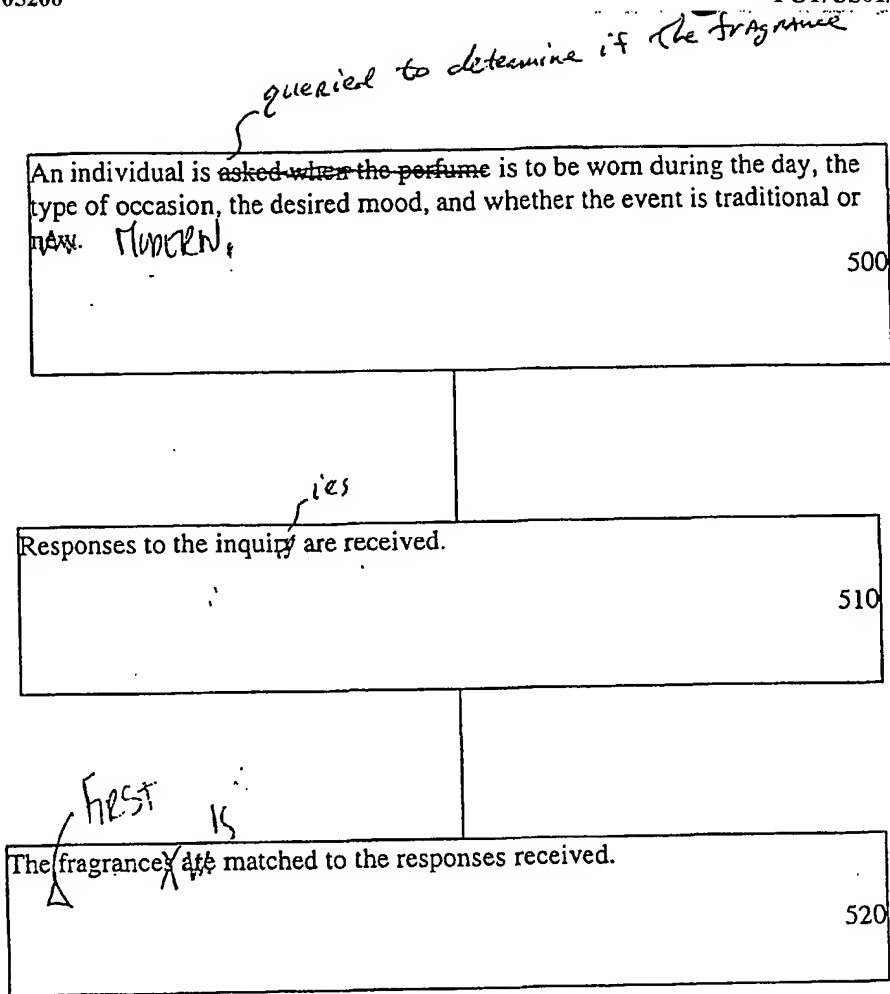 03206
queried to determine if the fragrance
An individual is asked when the perfume is to be worn during the day, the
type of occasion, the desired mood, and whether the event is traditional or
new. MODERN.
500
ies
Responses to the inquiry are received.
510
first
is
The fragrances are matched to the responses received.
520